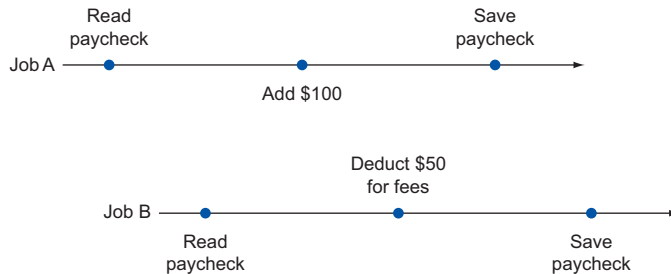 Read
paycheck
Save
paycheck
Job A
Add $100
Deduct $50
for fees
Job B
Read
paycheck
Save
paycheck